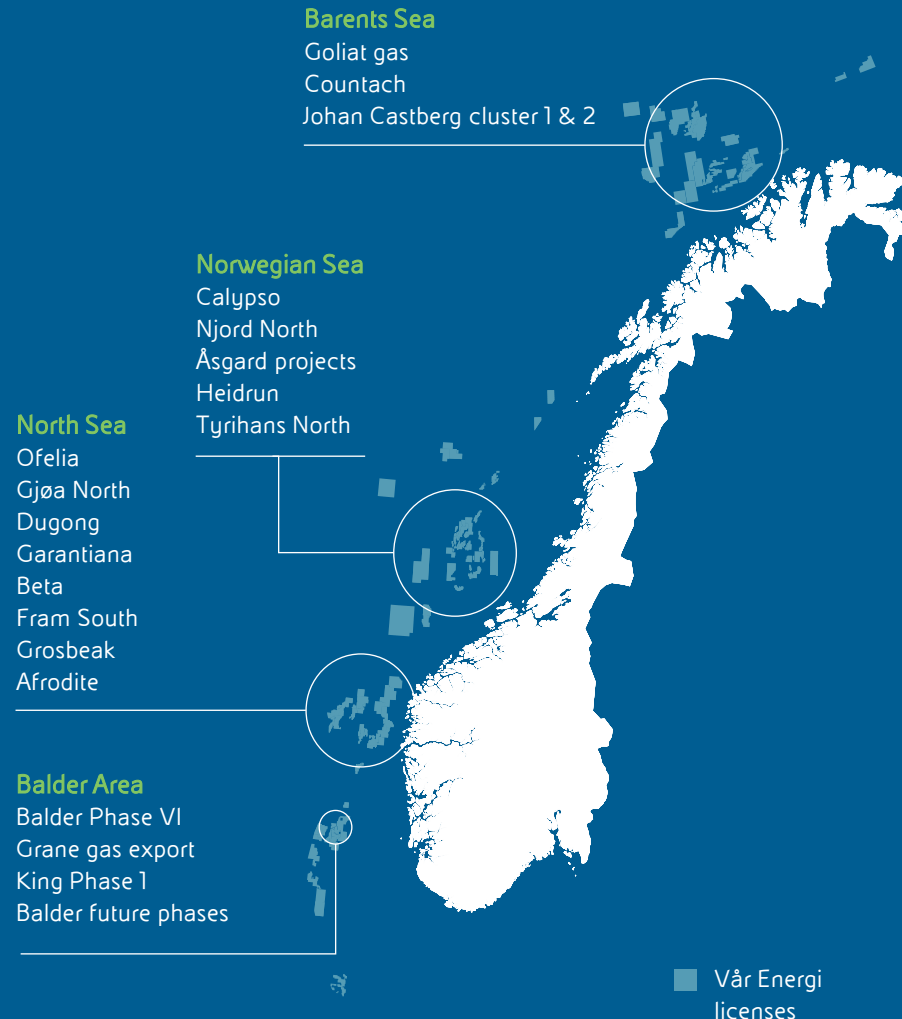 Barents Sea
Goliat gas
Countach
Johan Castberg cluster 1 & 2
Norwegian Sea
Calypso
Njord North
Åsgard projects
Heidrun
Tyrihans North
North Sea
Ofelia
Gjøa North
Dugong
Garantiana
Beta
Fram South
Grosbeak
Afrodite
Balder Area
Balder Phase VI
Grane gas export
King Phase 1
Balder future phases
Vår Energi
licenses